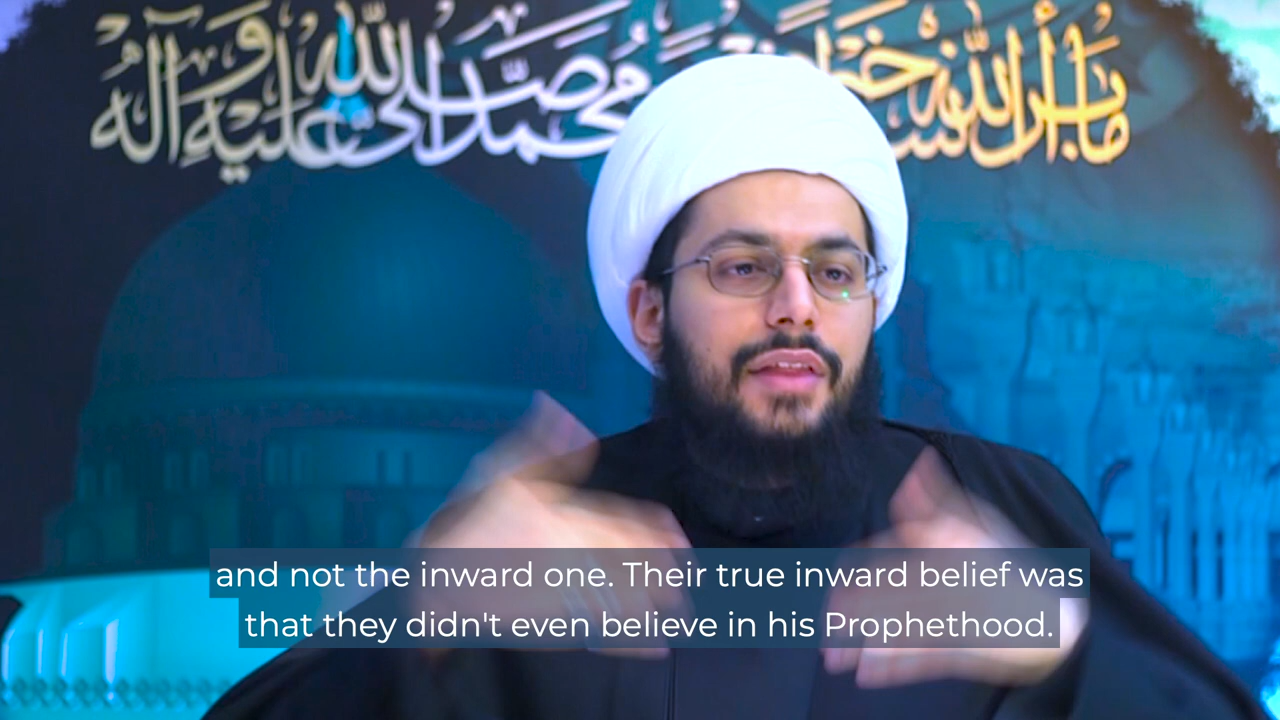 الله محمد صلى الله عليه وآله
and not the inward one. Their true inward belief was
that they didn't even believe in his Prophethood.